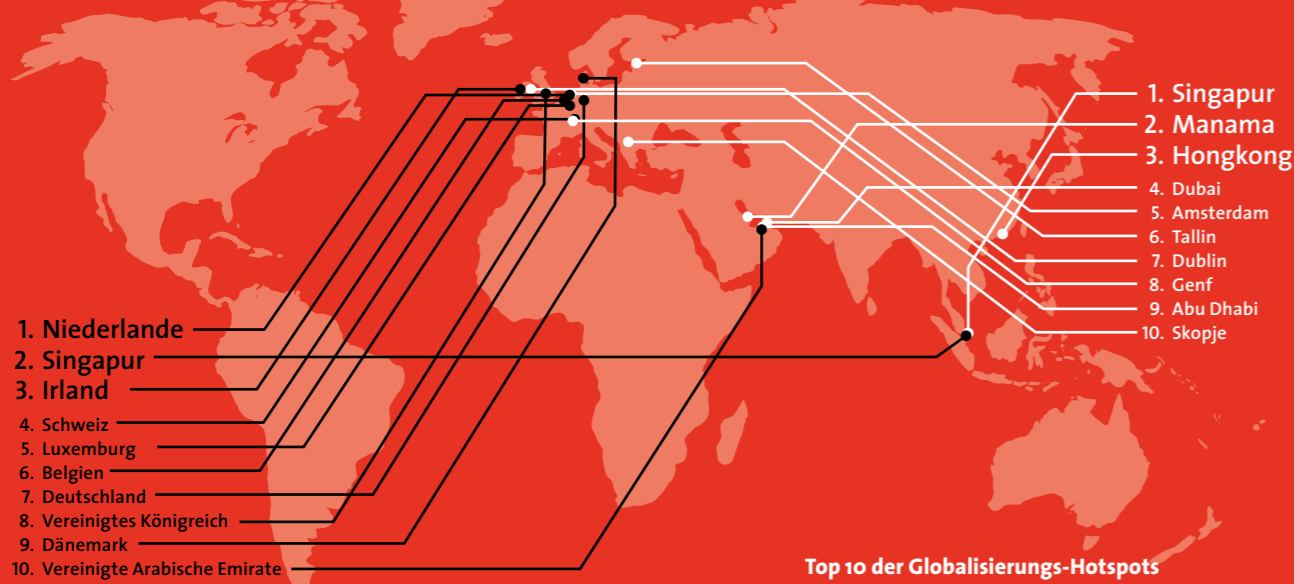 1. Niederlande
2. Singapur
3. Irland
4. Schweiz
5. Luxemburg
6. Belgien
7. Deutschland
8. Vereinigtes Königreich
9. Dänemark
10. Vereinigte Arabische Emirate
1. Singapur
2. Manama
3. Hongkong
4. Dubai
5. Amsterdam
6. Tallin
7. Dublin
8. Genf
9. Abu Dhabi
10. Skopje
Top 10 der Globalisierungs-Hotspots